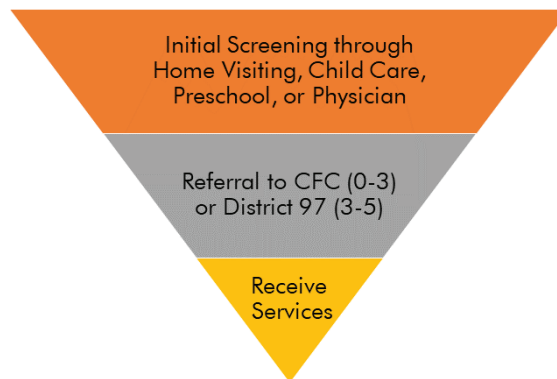 Initial Screening through
Home Visiting, Child Care,
Preschool, or Physician
Referral to CFC (0-3)
or District 97 (3-5)
Receive
Services